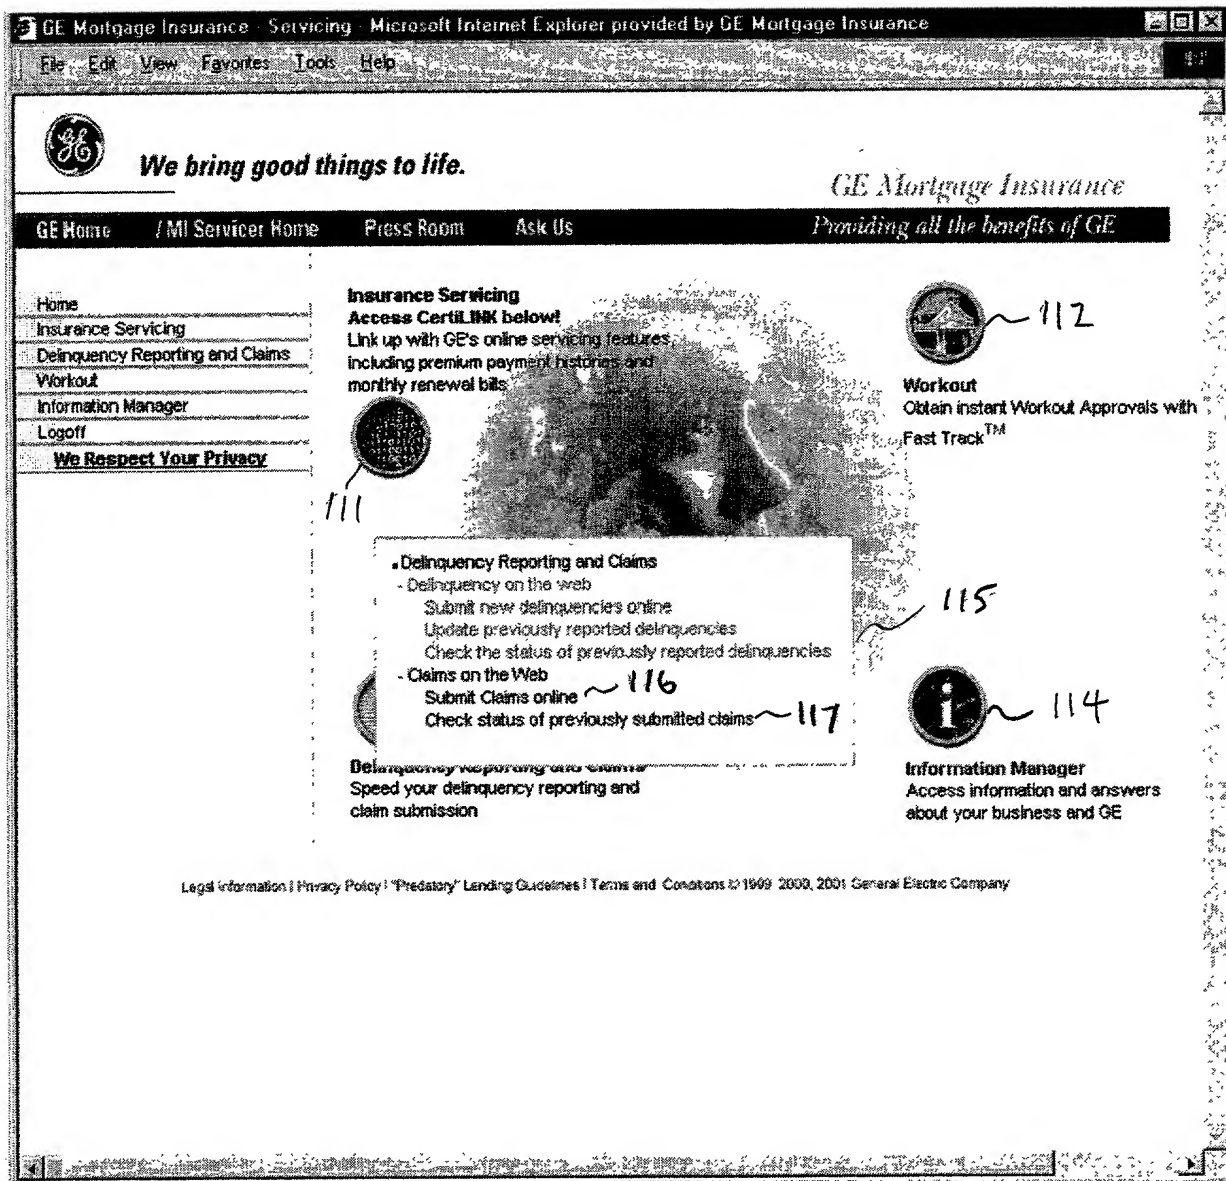 GE Mortgage Insurance - Servicing - Microsoft Internet Explorer provided by GE Mortgage Insurance
File Edit View Favorites Tools Help
GE
We bring good things to life.
GE Mortgage Insurance
GE Home / MI Servicer Home Press Room Ask Us Providing all the benefits of GE
Home
Insurance Servicing
Delinquency Reporting and Claims
Workout
Information Manager
Logoff
We Respect Your Privacy
Insurance Servicing
Access CertiLINK below!
Link up with GE's online servicing features,
including premium payment histories and
monthly renewal bills
111
112
Workout
Obtain instant Workout Approvals with
Fast Track™
Delinquency Reporting and Claims
- Delinquency on the web
Submit new delinquencies online
Update previously reported delinquencies
Check the status of previously reported delinquencies
- Claims on the Web
Submit Claims online 116
Check status of previously submitted claims 117
115
Delinquency Reporting and Claims
Speed your delinquency reporting and
claim submission
i
114
Information Manager
Access information and answers
about your business and GE
Legal Information | Privacy Policy | "Predatory" Lending Guidelines | Terms and Conditions © 1999 2000, 2001 General Electric Company